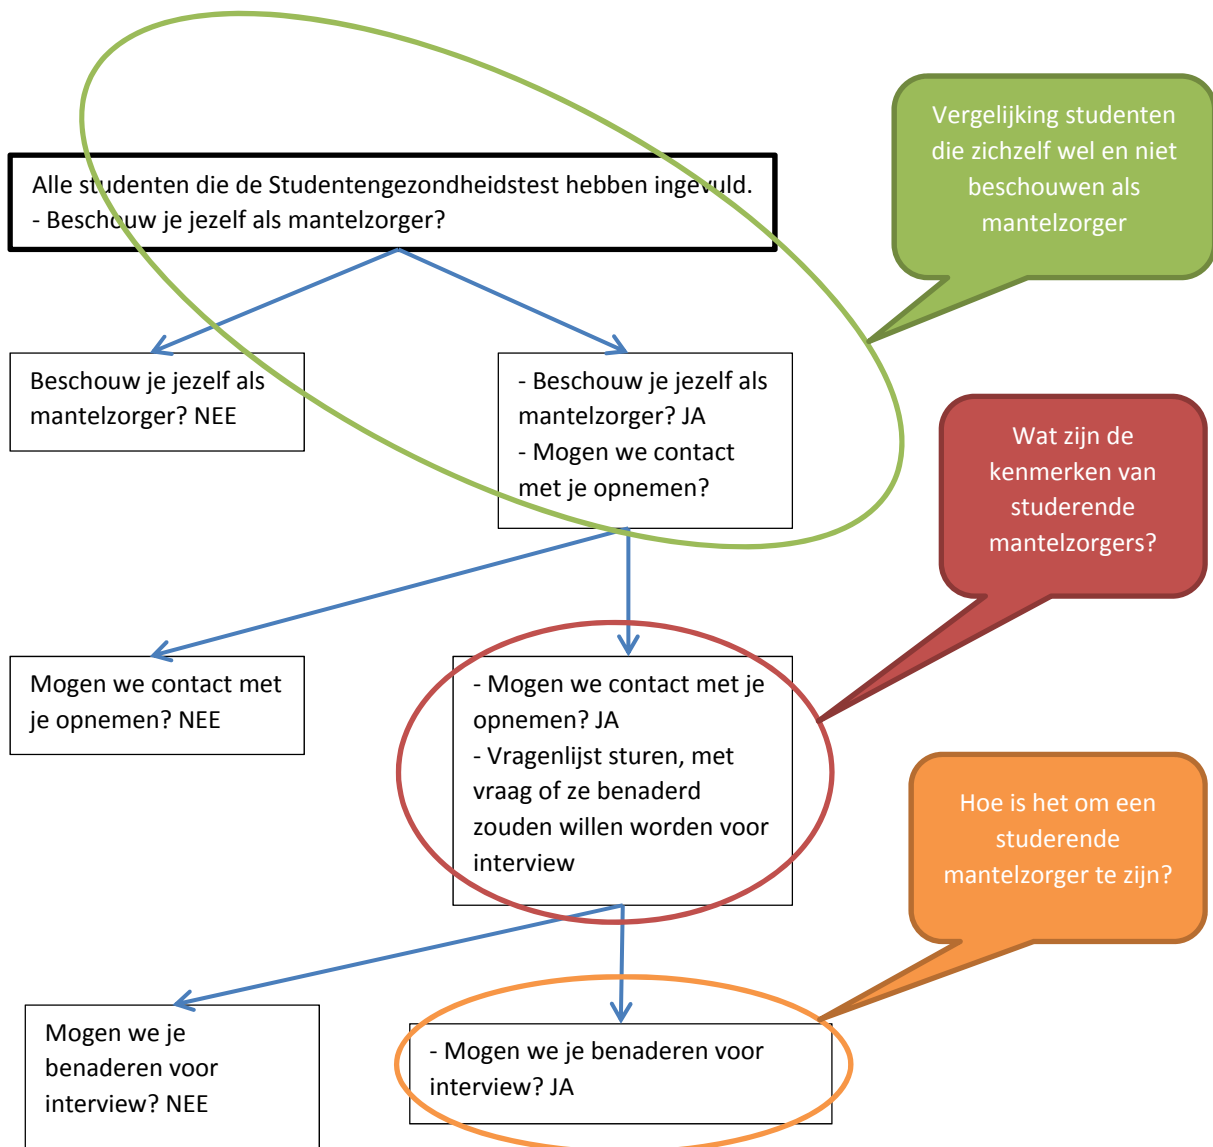 Vergelijking studenten
die zichzelf wel en niet
beschouwen als
mantelzorger
Alle studenten die de Studentengezondheidstest hebben ingevuld.
- Beschouw je jezelf als mantelzorger?
Beschouw je jezelf als
mantelzorger? NEE
- Beschouw je jezelf als
mantelzorger? JA
- Mogen we contact
met je opnemen?
Wat zijn de
kenmerken van
studerende
mantelzorgers?
Mogen we contact met
je opnemen? NEE
- Mogen we contact met je
opnemen? JA
- Vragenlijst sturen, met
vraag of ze benaderd
zouden willen worden voor
interview
Hoe is het om een
studerende
mantelzorger te zijn?
Mogen we je
benaderen voor
interview? NEE
- Mogen we je benaderen voor
interview? JA